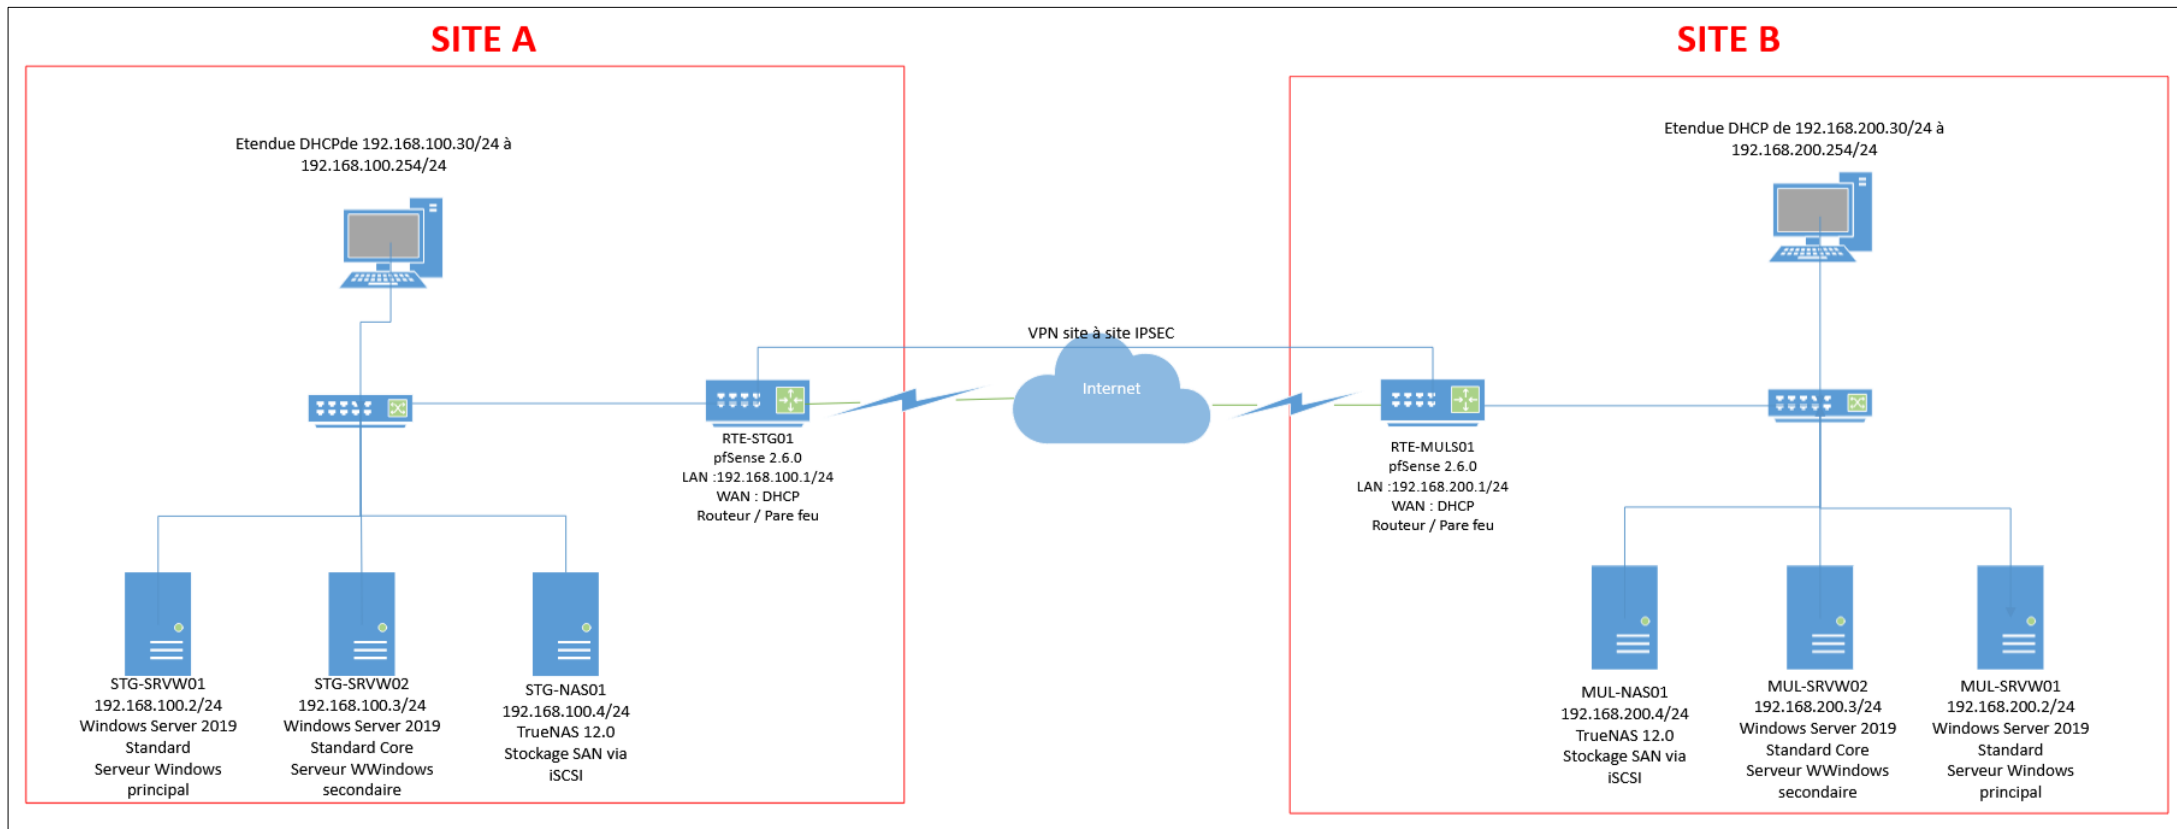 SITE A
SITE B
Etendue DHCPde 192.168.100.30/24 à
192.168.100.254/24
Etendue DHCP de 192.168.200.30/24 à
192.168.200.254/24
VPN site à site IPSEC
Internet
RTE-STG01
pfSense 2.6.0
LAN :192.168.100.1/24
WAN : DHCP
Routeur / Pare feu
RTE-MULS01
pfSense 2.6.0
LAN :192.168.200.1/24
WAN : DHCP
Routeur / Pare feu
STG-SRVW01
192.168.100.2/24
Windows Server 2019
Standard
Serveur Windows
principal
STG-SRVW02
192.168.100.3/24
Windows Server 2019
Standard Core
Serveur WWindows
secondaire
STG-NAS01
192.168.100.4/24
TrueNAS 12.0
Stockage SAN via
iSCSI
MUL-NAS01
192.168.200.4/24
TrueNAS 12.0
Stockage SAN via
iSCSI
MUL-SRVW02
192.168.200.3/24
Windows Server 2019
Standard Core
Serveur WWindows
secondaire
MUL-SRVW01
192.168.200.2/24
Windows Server 2019
Standard
Serveur Windows
principal